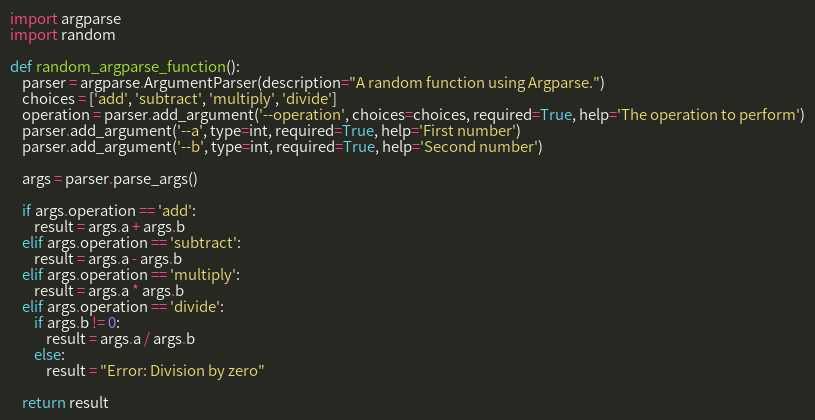 import argparse
import random

def random_argparse_function():
    parser = argparse.ArgumentParser(description="A random function using Argparse.")
    choices = ['add', 'subtract', 'multiply', 'divide']
    operation = parser.add_argument('--operation', choices=choices, required=True, help='The operation to perform')
    parser.add_argument('--a', type=int, required=True, help='First number')
    parser.add_argument('--b', type=int, required=True, help='Second number')

    args = parser.parse_args()

    if args.operation == 'add':
        result = args.a + args.b
    elif args.operation == 'subtract':
        result = args.a - args.b
    elif args.operation == 'multiply':
        result = args.a * args.b
    elif args.operation == 'divide':
        if args.b != 0:
            result = args.a / args.b
        else:
            result = "Error: Division by zero"

    return result